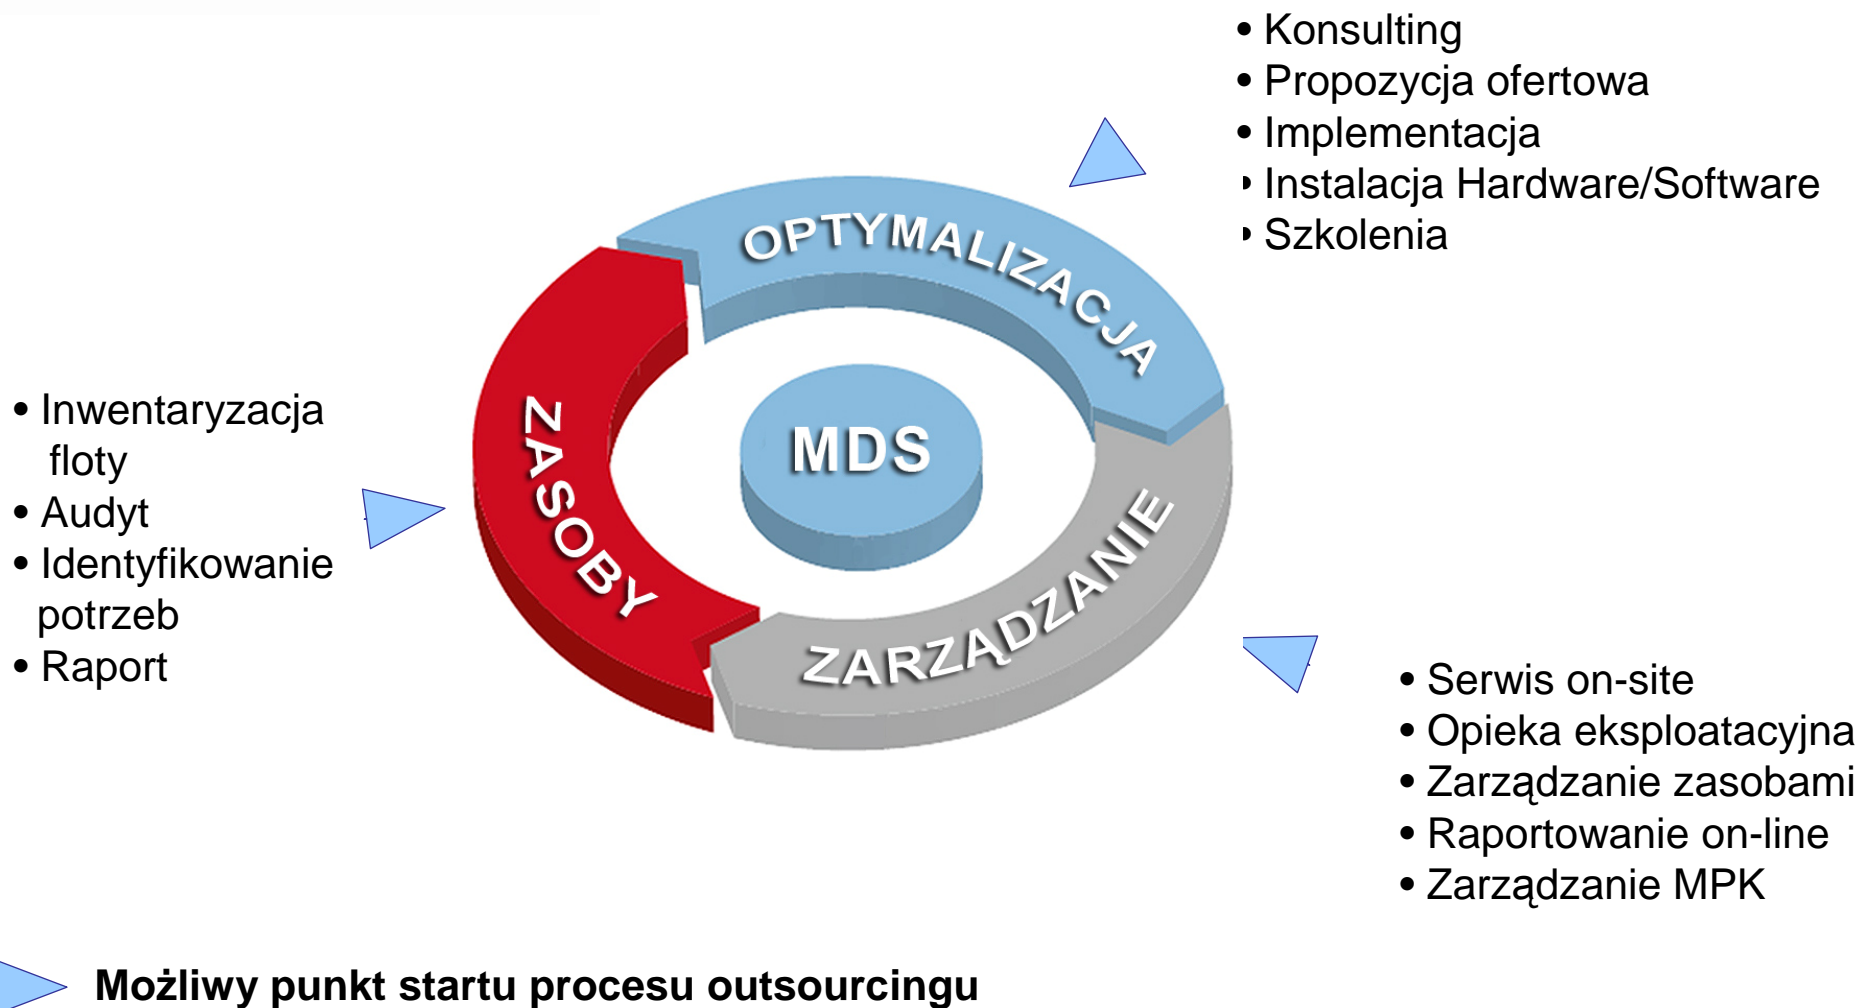 • Konsulting
• Propozycja ofertowa
• Implementacja
• Instalacja Hardware/Software
• Szkolenia
OPTYMALIZACJA
• Inwentaryzacja
floty
• Audyt
• Identyfikowanie
potrzeb
• Raport
ZASOBY
MDS
ZARZĄDZANIE
• Serwis on-site
• Opieka eksploatacyjna
• Zarządzanie zasobami
• Raportowanie on-line
• Zarządzanie MPK
Możliwy punkt startu procesu outsourcingu